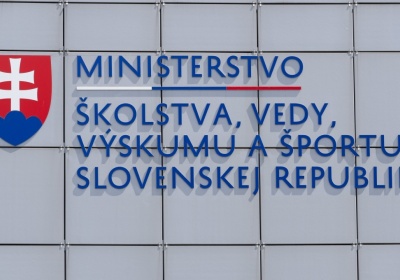 MINISTERSTVO
ŠKOLSTVA, VEDY,
VÝSKUMU A ŠPORTU
SLOVENSKEJ REPUBLI